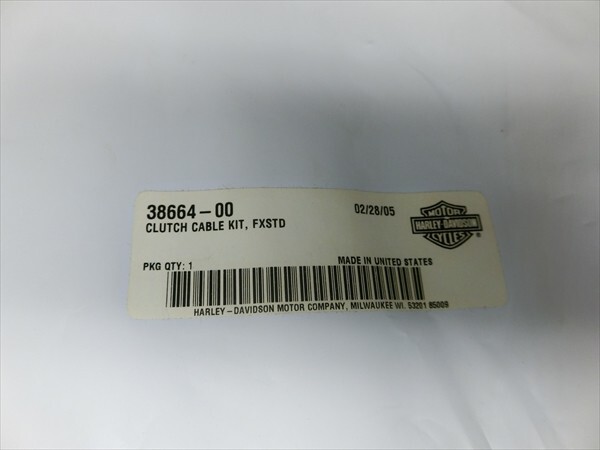 38664-00
02/28/05
CLUTCH CABLE KIT, FXSTD
MOTOR
HARLEY-DAVIDSON
CYCLES
®
PKG QTY: 1
MADE IN UNITED STATES
HARLEY-DAVIDSON MOTOR COMPANY, MILWAUKEE WI. 53201 85009